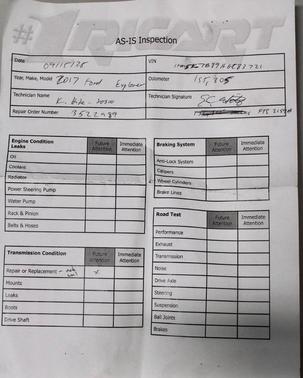 AS-IS Inspection
Date
VIN
Year, Make, Model 2017 Ford Explorer
Odometer 155,805
Technician Name
Technician Signature
Repair Order Number 3522489
Engine Condition
Leaks
Future Attention
Immediate Attention
Oil
Coolant
Radiator
Power Steering Pump
Water Pump
Rack & Pinion
Belts & Hoses
Transmission Condition
Future Attention
Immediate Attention
Repair or Replacement
x
Mounts
Leaks
Boots
Drive Shaft
Braking System
Future Attention
Immediate Attention
Anti-Lock System
Calipers
Wheel Cylinders
Brake Lines
Road Test
Future Attention
Immediate Attention
Performance
Exhaust
Transmission
Noise
Drive Axle
Steering
Suspension
Ball Joints
Brakes